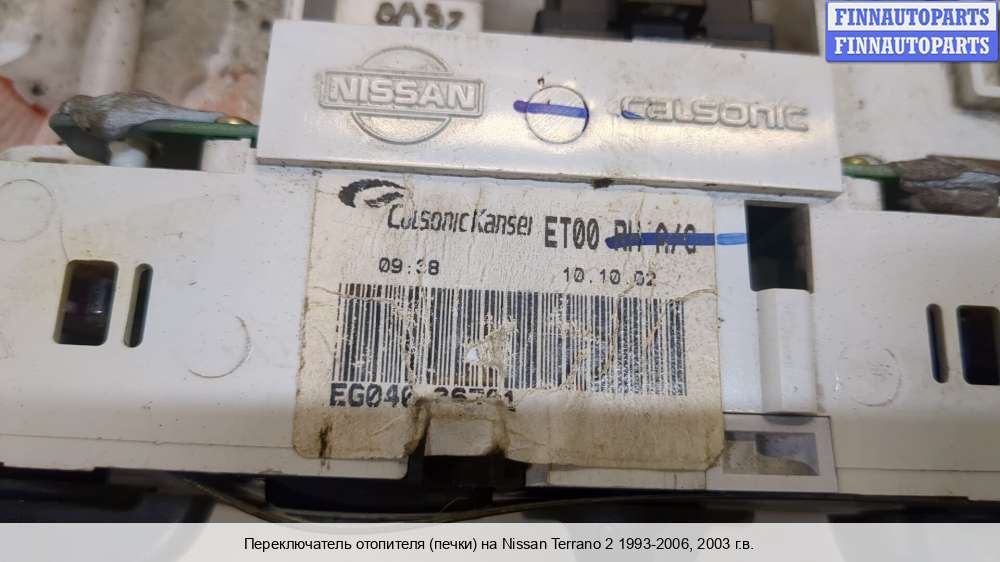 FINNAUTOPARTS
FINNAUTOPARTS
NISSAN
calsonic
CalsonicKansei ET00 RH A/C
09:38 10.10.02
Переключатель отопителя (печки) на Nissan Terrano 2 1993-2006, 2003 г.в.